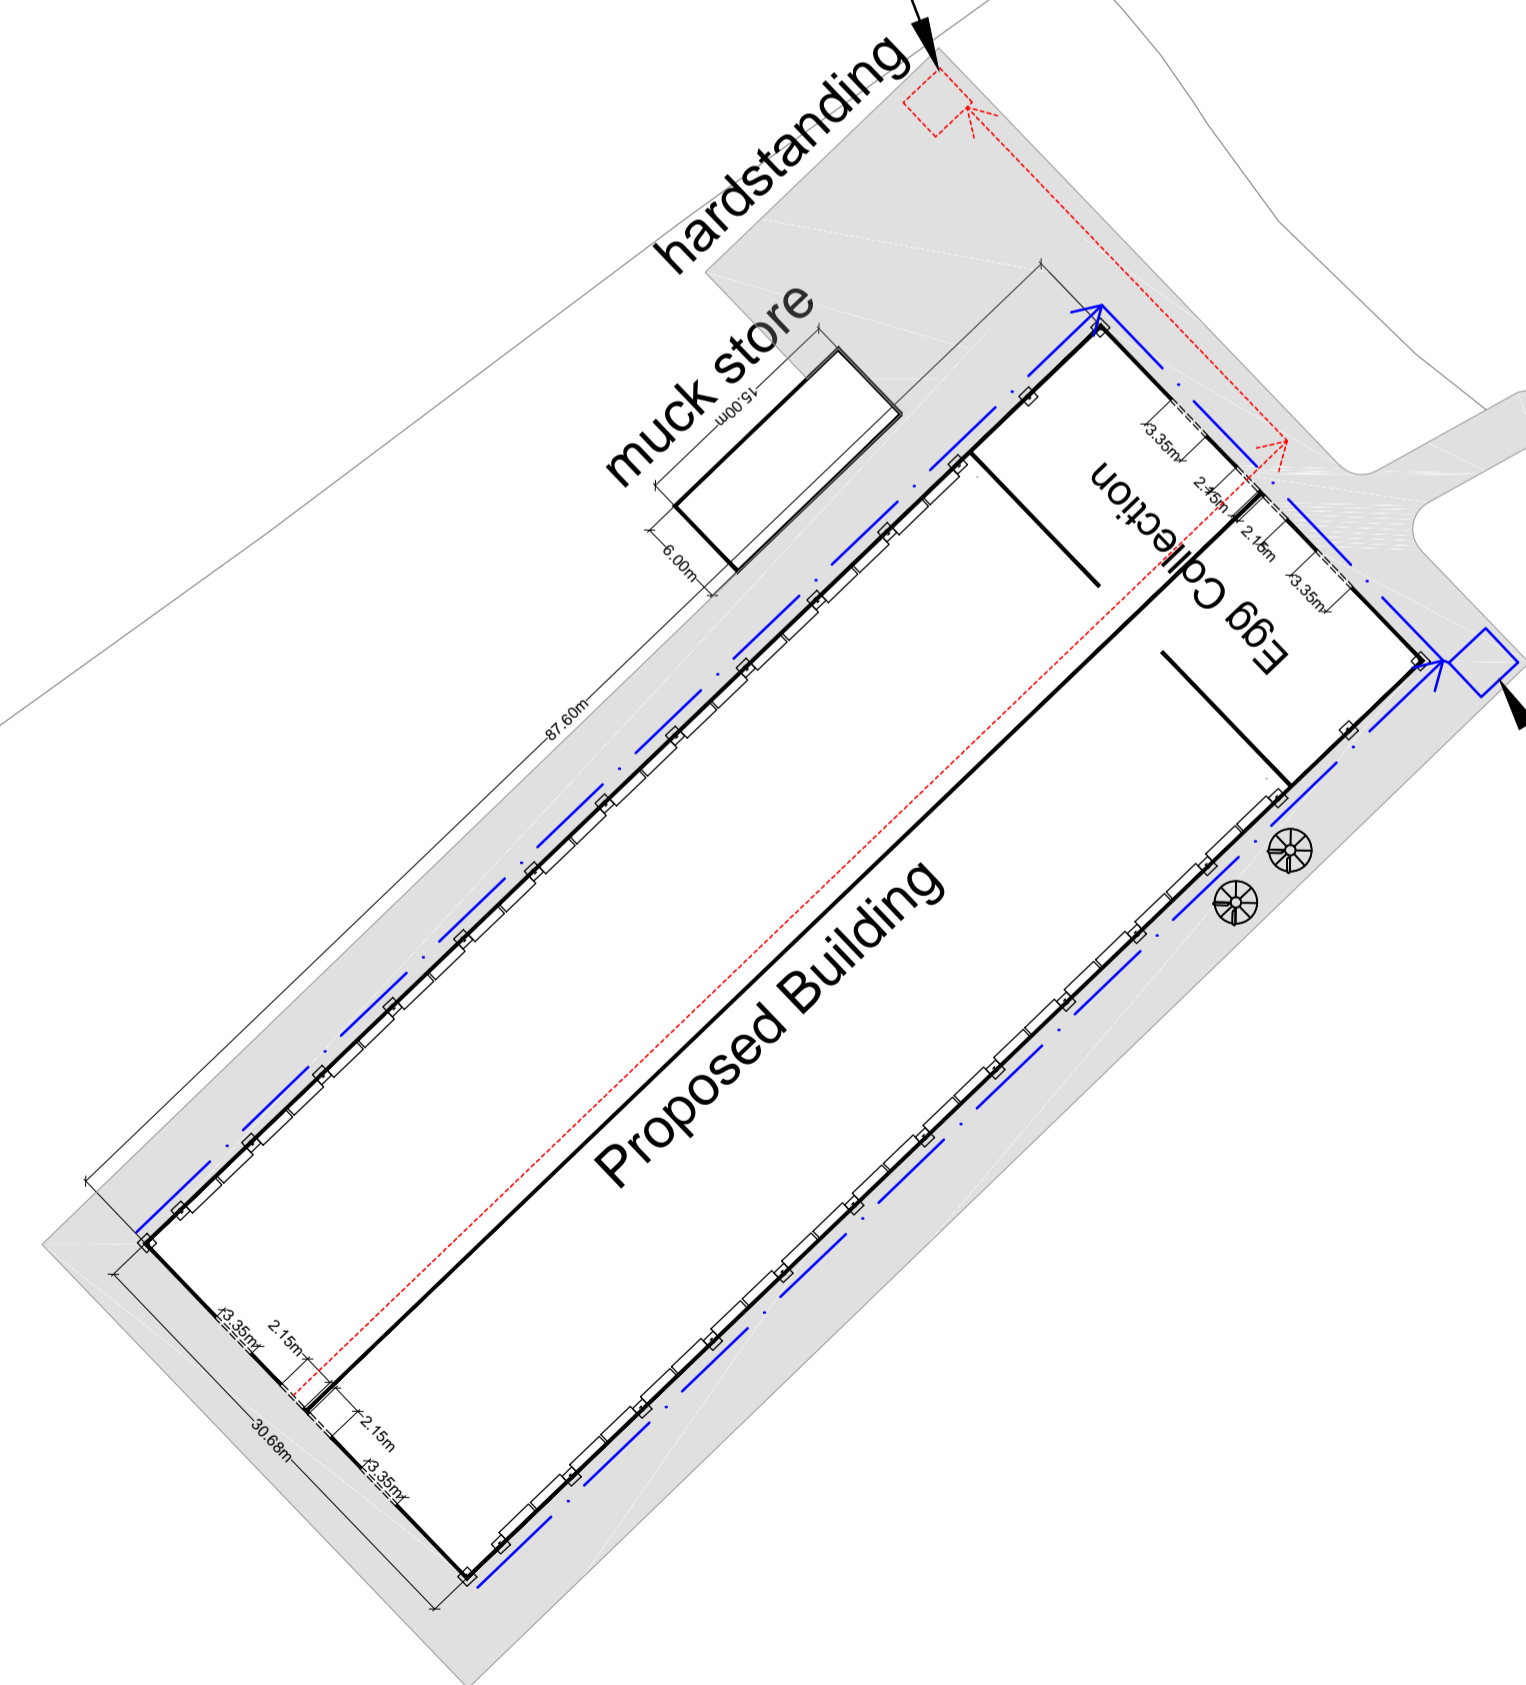 hardstanding
muck store
15.00m
6.00m
3.35m
2.15m
2.15m
3.35m
Egg Collection
87.60m
Proposed Building
3.35m
2.15m
2.15m
3.35m
30.68m